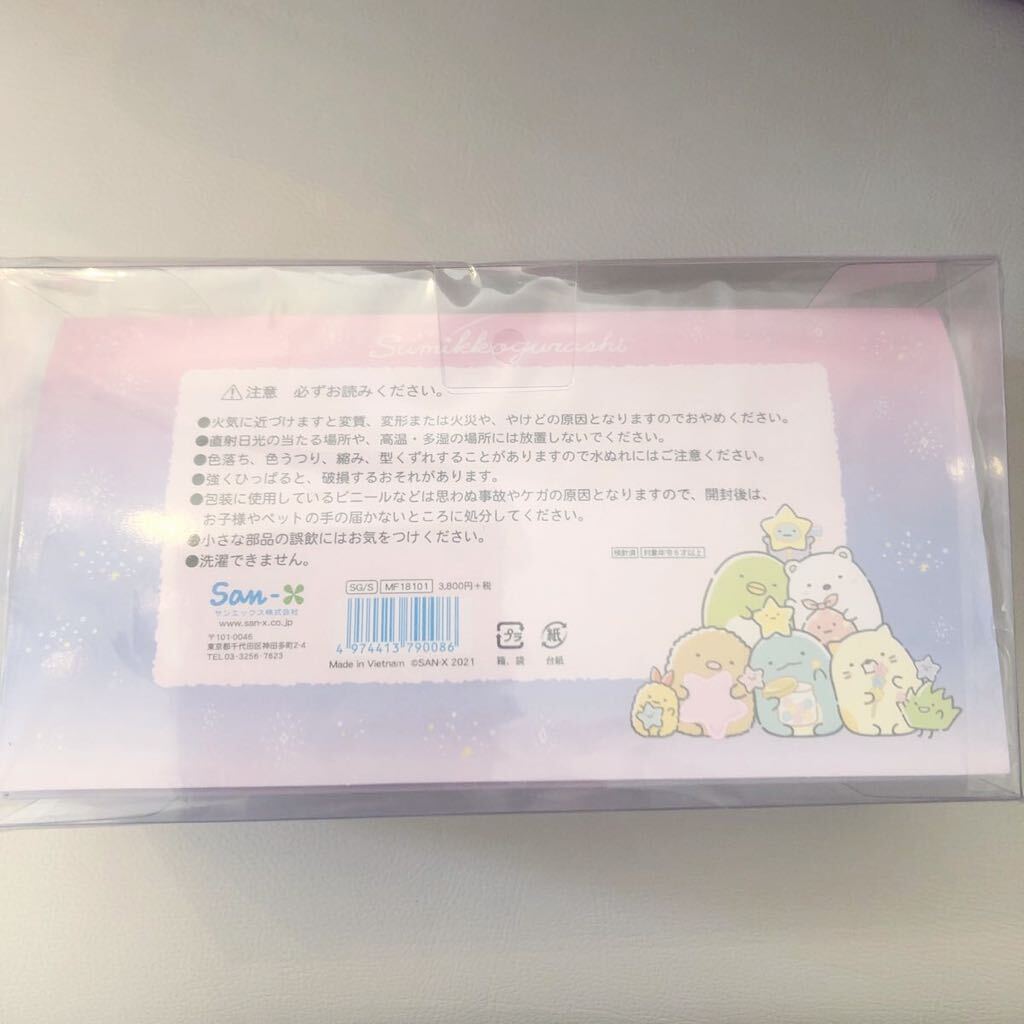 Sumikkogurashi
⚠注意 必ずお読みください。
●火気に近づけますと変質、変形または火災や、やけどの原因となりますのでおやめください。
●直射日光の当たる場所や、高温・多湿の場所には放置しないでください。
●色落ち、色うつり、縮み、型くずれすることがありますので水ぬれにはご注意ください。
●強くひっぱると、破損するおそれがあります。
●包装に使用しているビニールなどは思わぬ事故やケガの原因となりますので、開封後は、
お子様やペットの手の届かないところに処分してください。
●小さな部品の誤飲にはお気をつけください。
●洗濯できません。
検針済 対象年令6才以上
San-X
サンエックス株式会社
www.san-x.co.jp
〒101-0046
東京都千代田区神田多町2-4
TEL 03-3256-7623
SG/S MF18101 3,800円+税
4 974413 790086
Made in Vietnam ©SAN-X 2021
プラ 紙
箱、袋 台紙